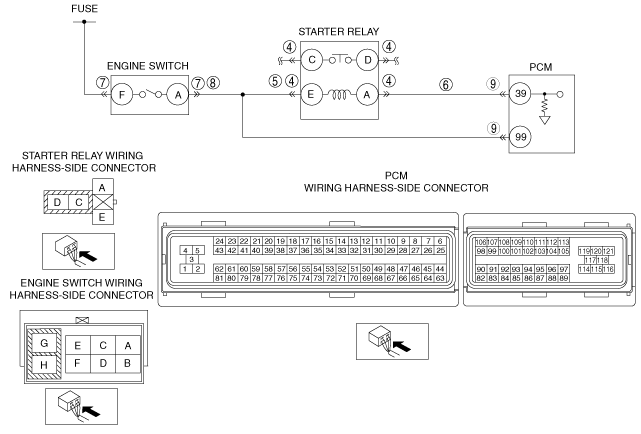 FUSE
STARTER RELAY
④ C D ④
ENGINE SWITCH
PCM
⑦ F A ⑦ ⑧ ⑤ ④ E A ④ ⑥ ⑨ 39
⑨ 99
STARTER RELAY WIRING
HARNESS-SIDE CONNECTOR
A
D C
E
PCM
WIRING HARNESS-SIDE CONNECTOR
24 23 22 21 20 19 18 17 16 15 14 13 12 11 10 9 8 7 6
4 5 43 42 41 40 39 38 37 36 35 34 33 32 31 30 29 28 27 26 25
3
1 2 62 61 60 59 58 57 56 55 54 53 52 51 50 49 48 47 46 45 44
81 80 79 78 77 76 75 74 73 72 71 70 69 68 67 66 65 64 63
106 107 108 109 110 111 112 113
98 99 100 101 102 103 104 105 119 120 121
117 118
90 91 92 93 94 95 96 97 114 115 116
82 83 84 85 86 87 88 89
ENGINE SWITCH WIRING
HARNESS-SIDE CONNECTOR
G E C A
H F D B